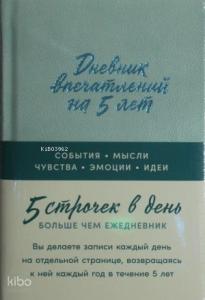 Дневник
впечатлений
на 5 лет
KIB03962
СОБЫТИЯ • МЫСЛИ
ЧУВСТВА • ЭМОЦИИ • ИДЕИ
5 строчек в день
БОЛЬШЕ ЧЕМ ЕЖЕДНЕВНИК
Вы делаете записи каждый день
на отдельной странице, возвращаясь
к ней каждый год в течение 5 лет
kibo